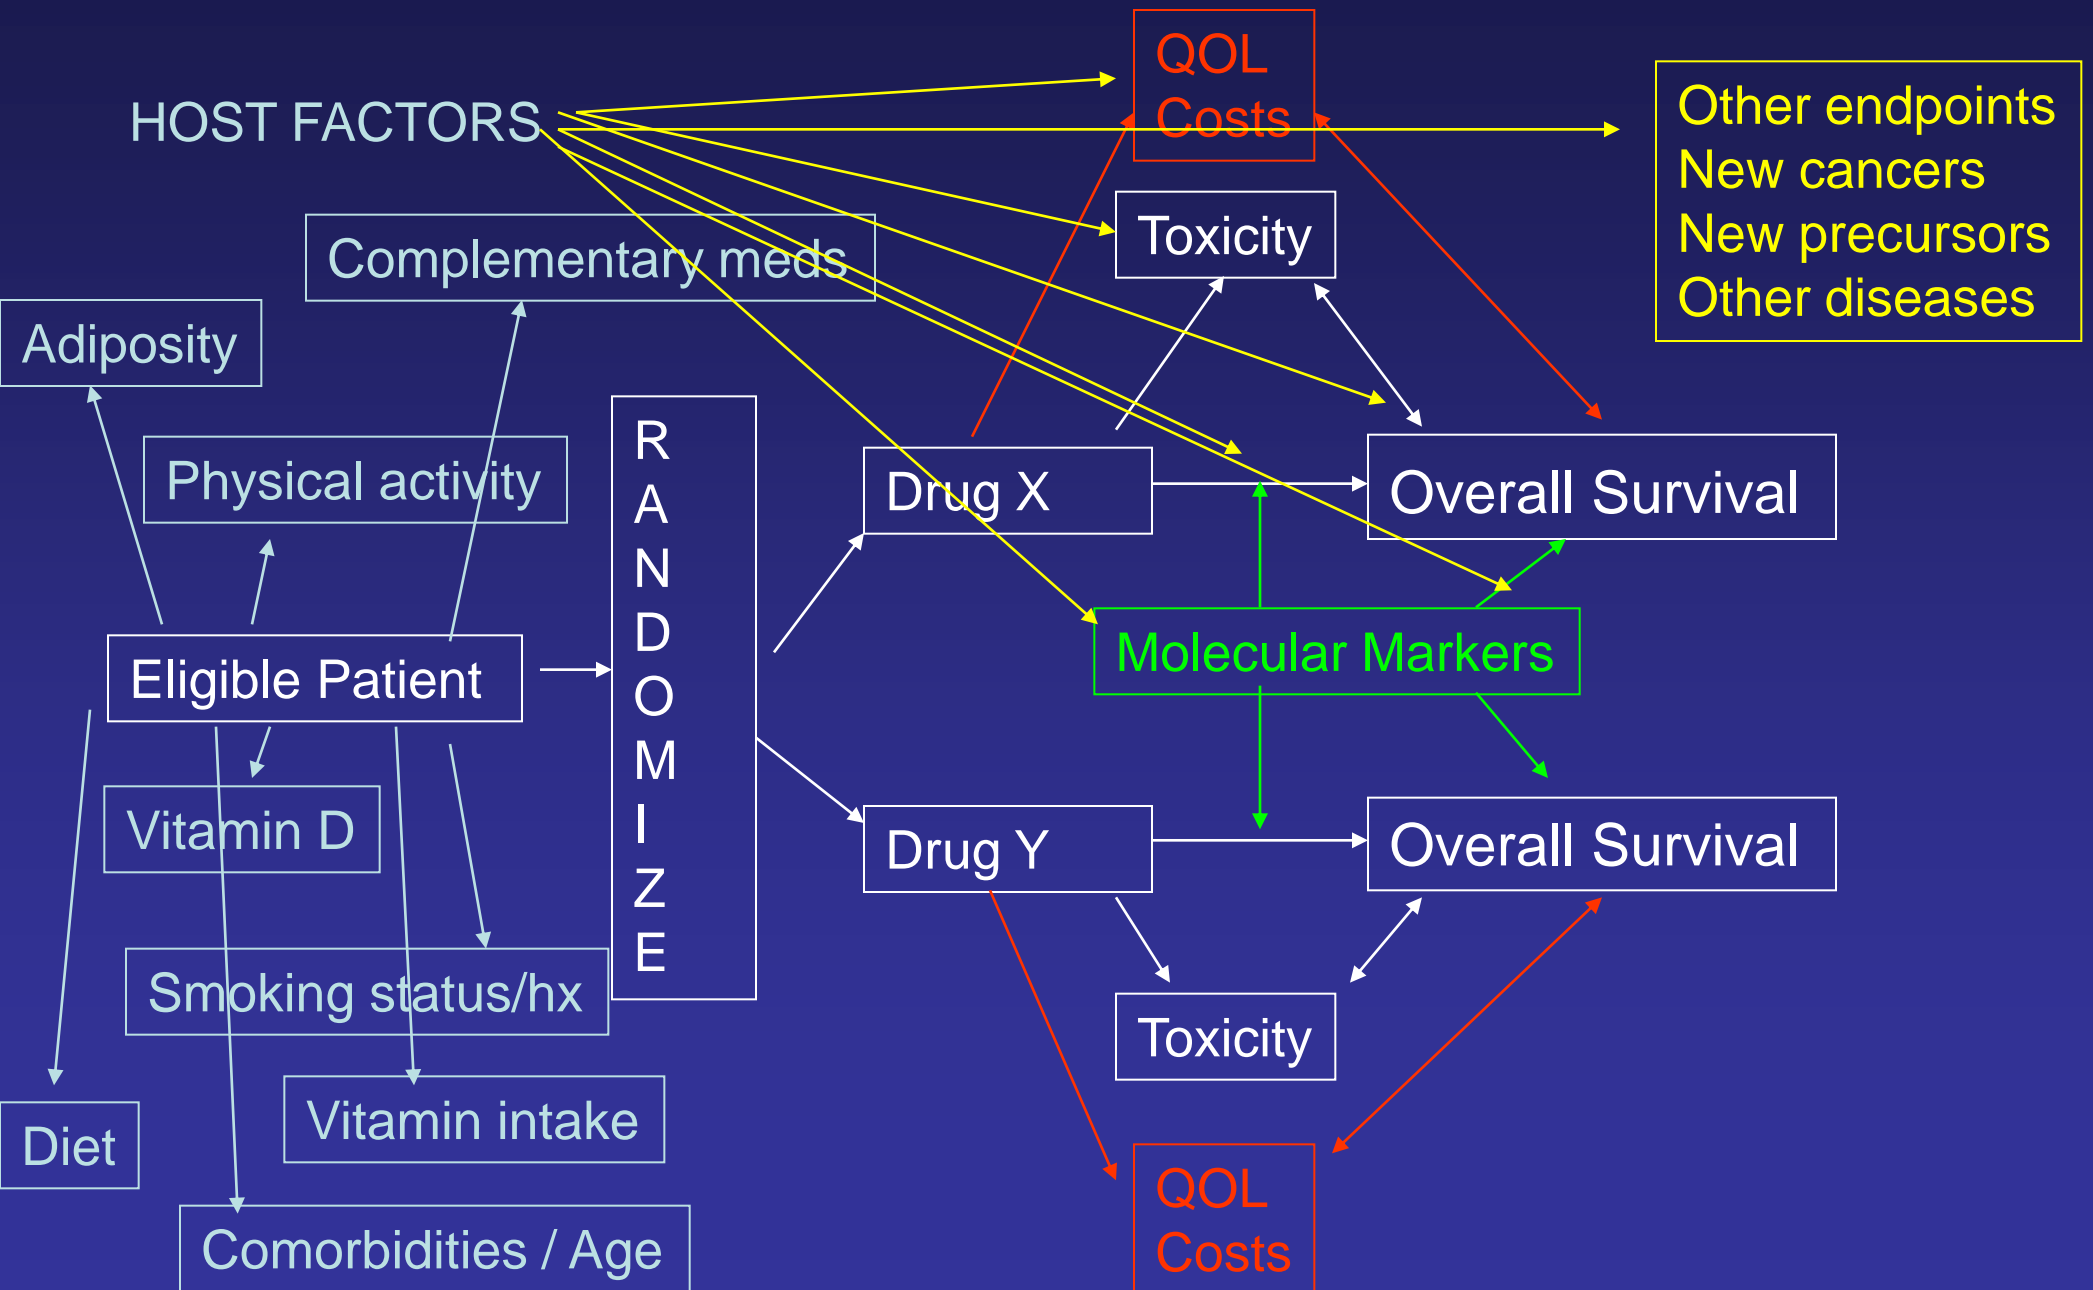 QOL
Costs
HOST FACTORS
Other endpoints
New cancers
New precursors
Other diseases
Toxicity
Complementary meds
Adiposity
Physical activity
R
A
N
D
O
M
I
Z
E
Drug X
Overall Survival
Molecular Markers
Eligible Patient
Vitamin D
Drug Y
Overall Survival
Smoking status/hx
Toxicity
Vitamin intake
Diet
QOL
Costs
Comorbidities / Age